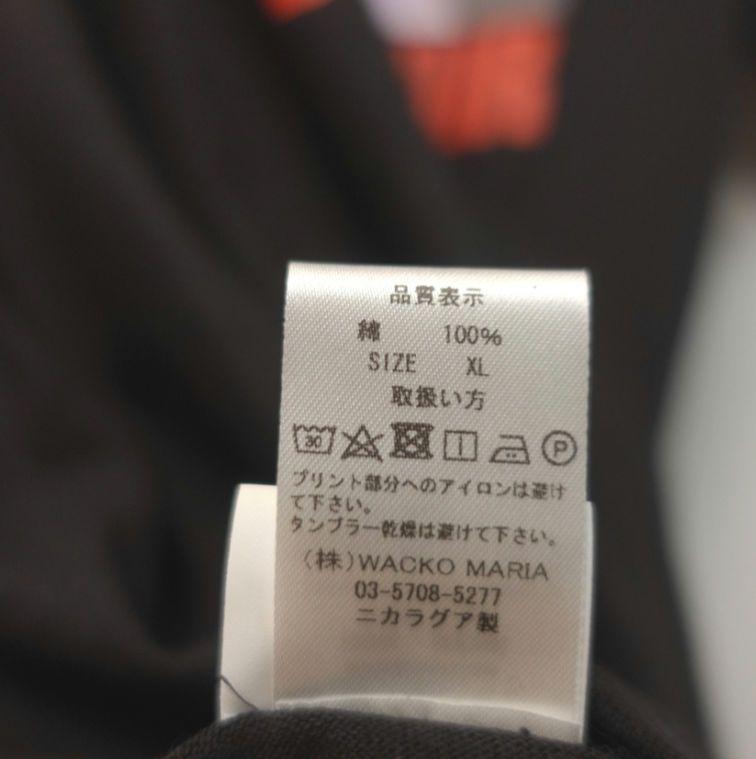 品質表示
綿 100%
SIZE XL
取扱い方
30 P
プリント部分へのアイロンは避け
て下さい。
タンブラー乾燥は避けて下さい。
(株)WACKO MARIA
03-5708-5277
ニカラグア製